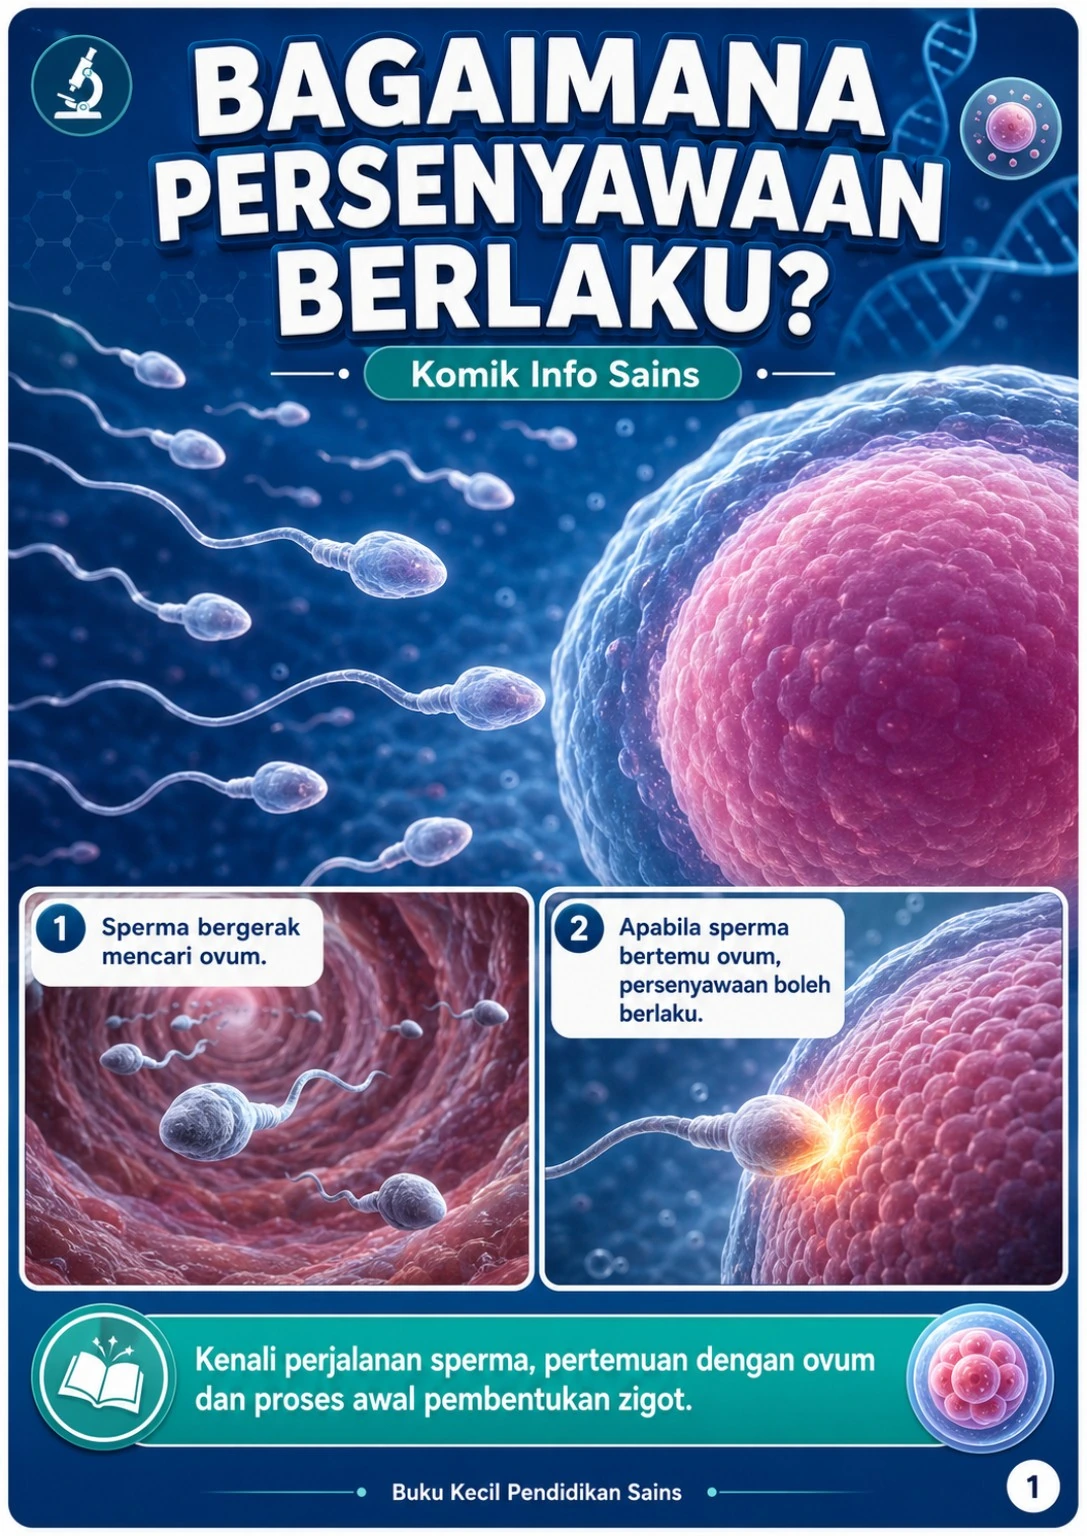 BAGAIMANA
PERSENYAWAAN
BERLAKU?
Komik Info Sains
1
Sperma bergerak
mencari ovum.
2
Apabila sperma
bertemu ovum,
persenyawaan boleh
berlaku.
Kenali perjalanan sperma, pertemuan dengan ovum
dan proses awal pembentukan zigot.
Buku Kecil Pendidikan Sains
1